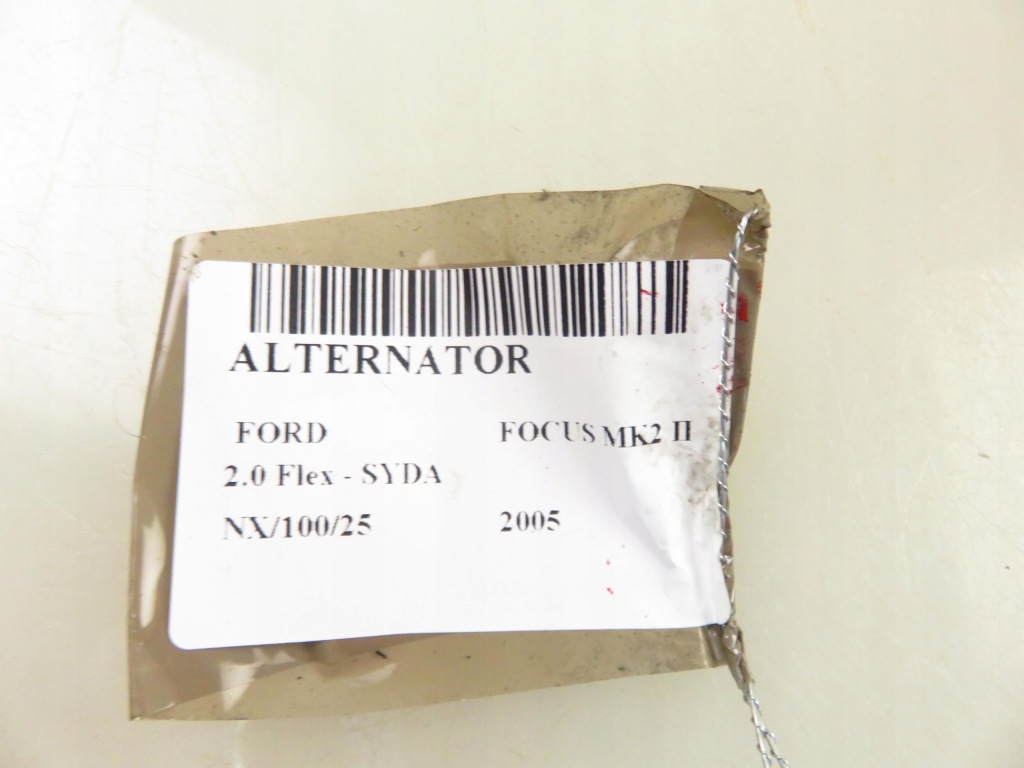 ALTERNATOR
FORD FOCUS MK2 II
2.0 Flex - SYDA
NX/100/25 2005